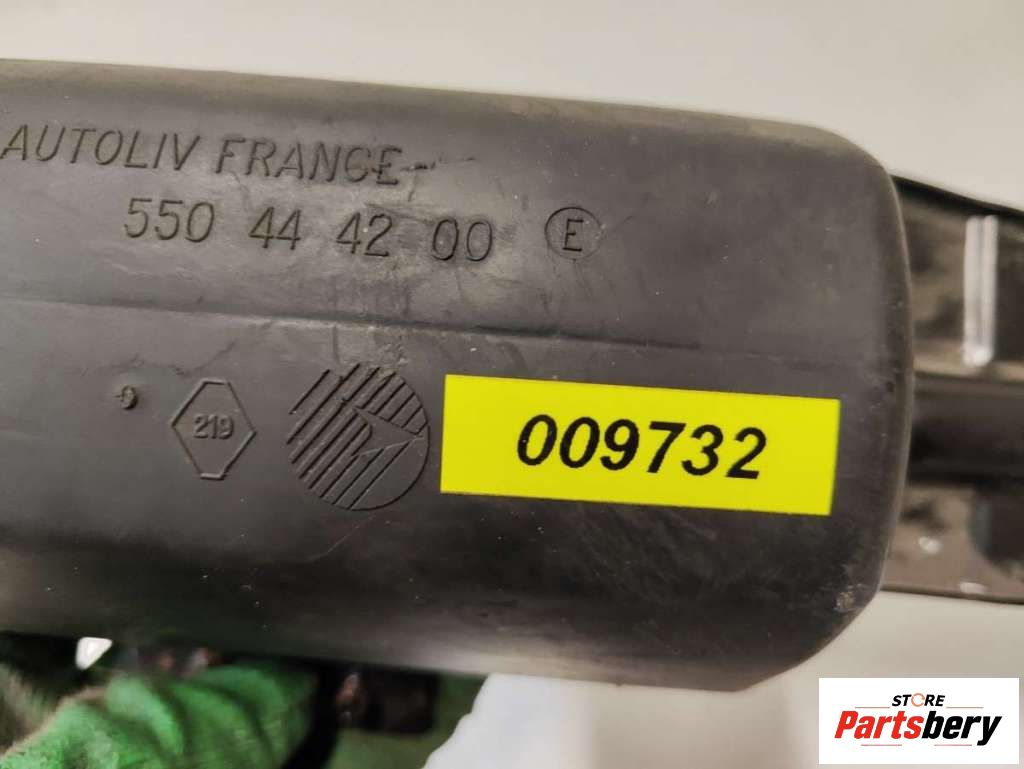 AUTOLIV FRANCE
550 44 42 00 E
219
009732
STORE
Partsbery